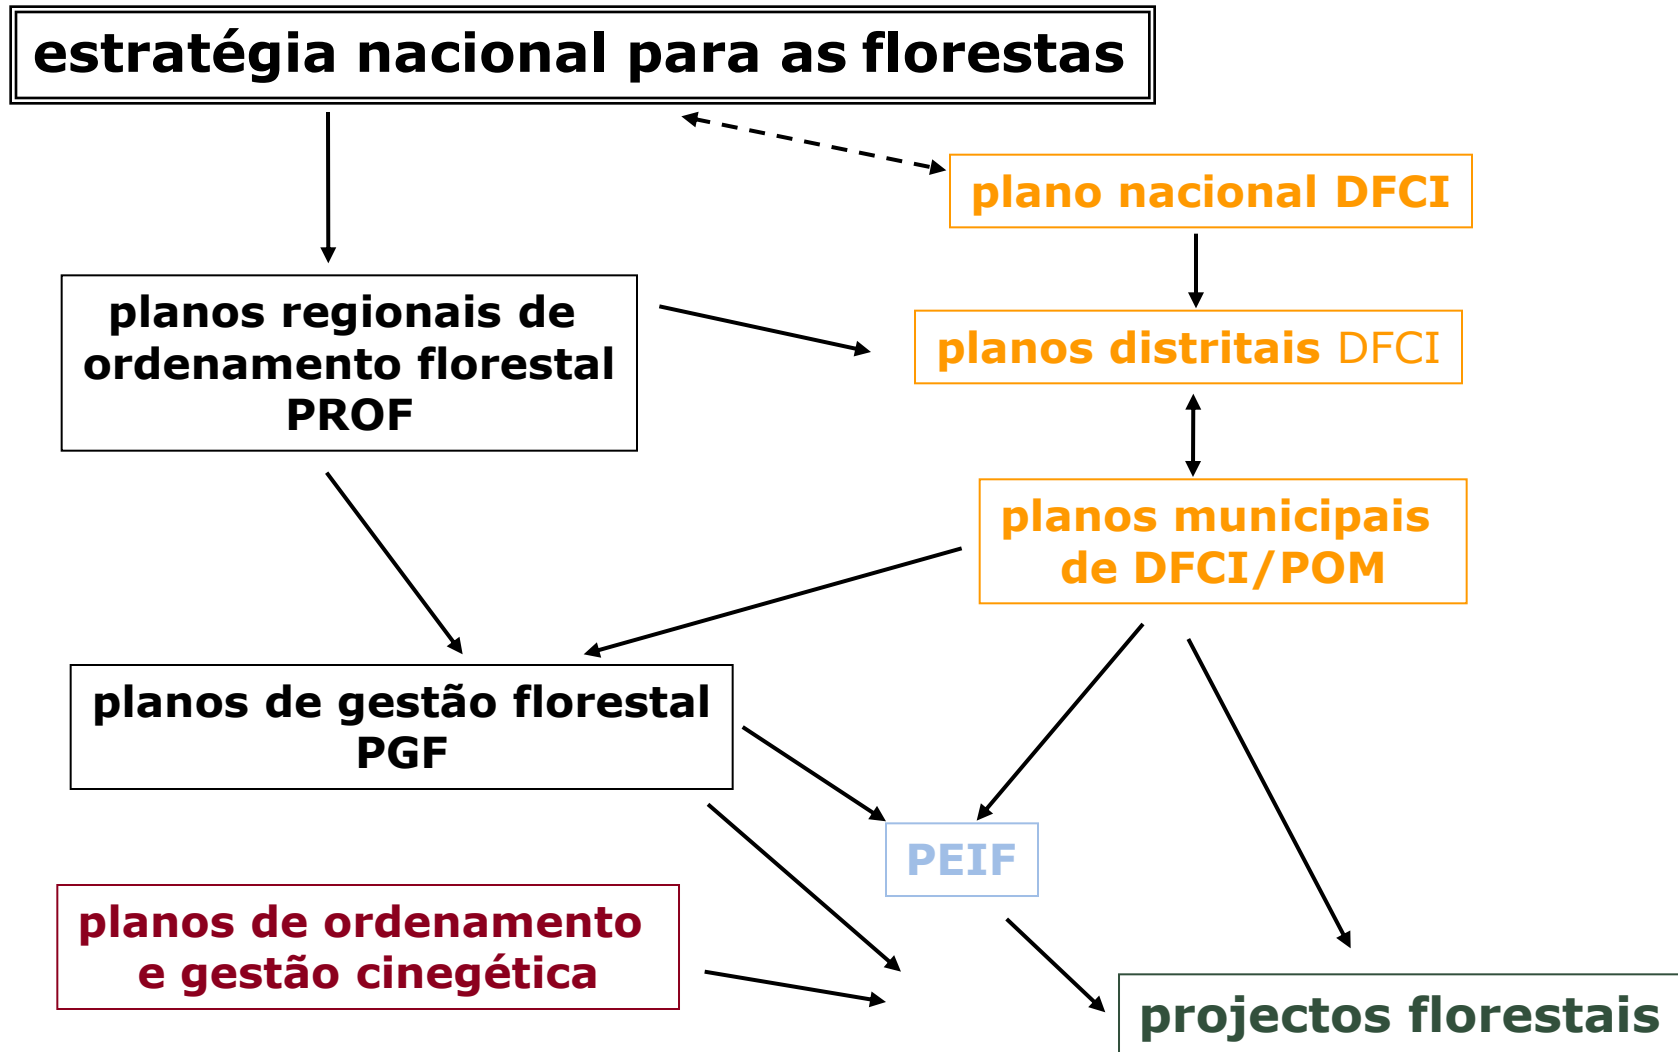 estratégia nacional para as florestas
plano nacional DFCI
planos regionais de
ordenamento florestal
PROF
planos distritais DFCI
planos municipais
de DFCI/POM
planos de gestão florestal
PGF
PEIF
planos de ordenamento
e gestão cinegética
projectos florestais